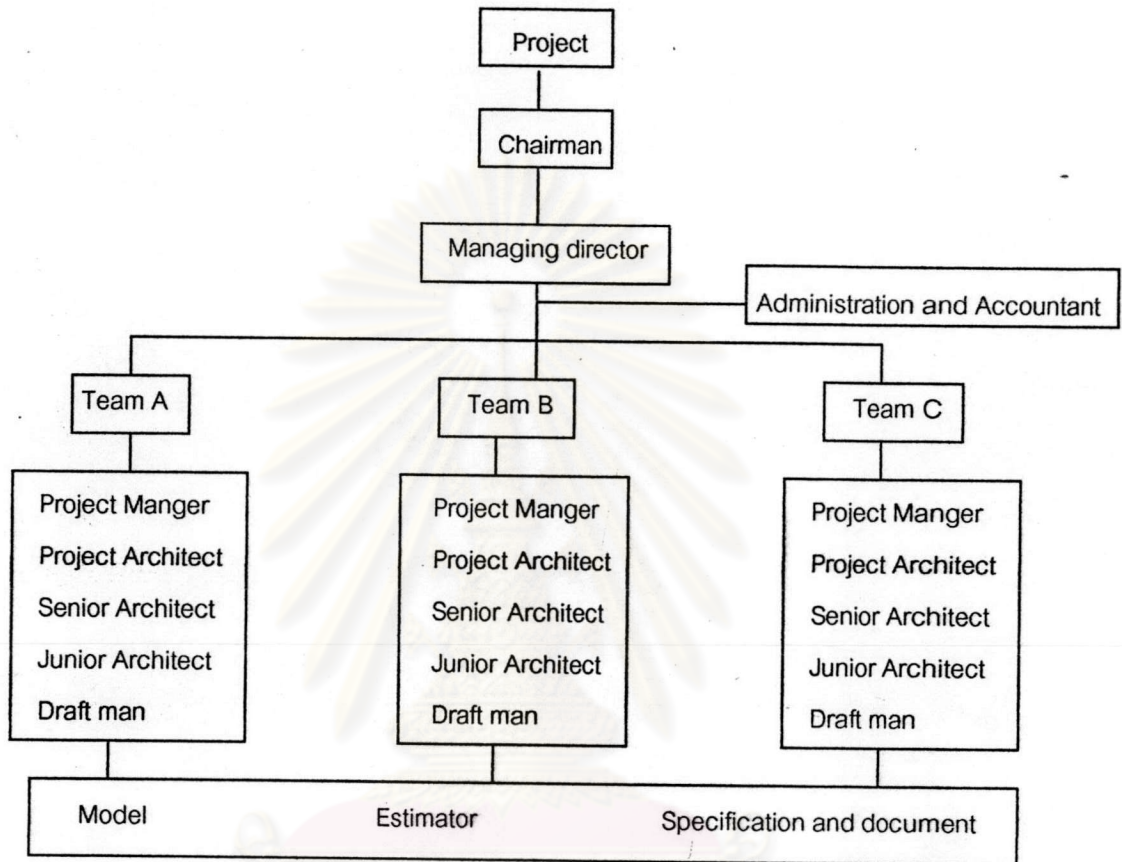 Project
Chairman
Managing director
Administration and Accountant
Team A
Team B
Team C
Project Manger
Project Architect
Senior Architect
Junior Architect
Draft man
Project Manger
Project Architect
Senior Architect
Junior Architect
Draft man
Project Manger
Project Architect
Senior Architect
Junior Architect
Draft man
Model
Estimator
Specification and document